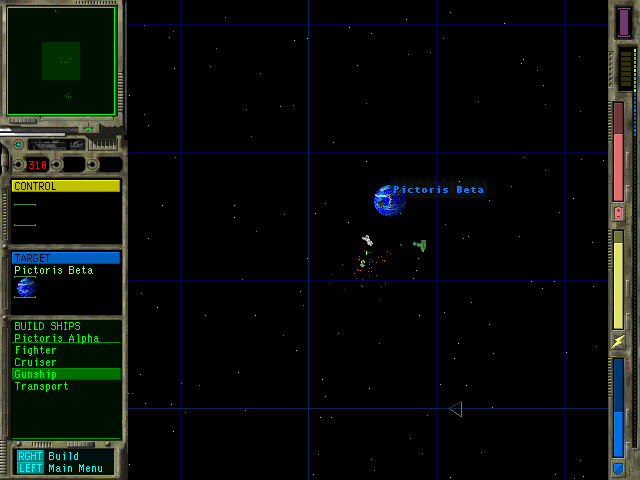 310
CONTROL
TARGET
Pictoris Beta
BUILD SHIPS
Pictoris Alpha
Fighter
Cruiser
Gunship
Transport
RGHT Build
LEFT Main Menu
Pictoris Beta